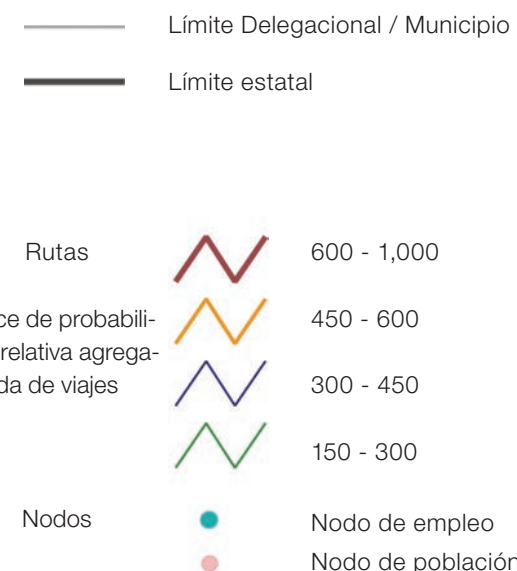 Límite Delegacional / Municipio
Límite estatal
Rutas
600 - 1,000
ce de probabili-
relativa agrega-
da de viajes
450 - 600
300 - 450
150 - 300
Nodos
Nodo de empleo
Nodo de población